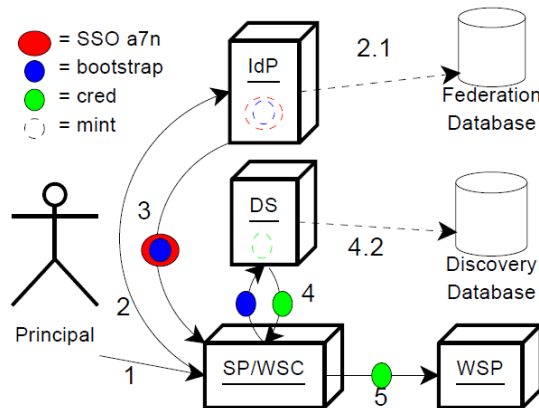 = SSO a7n
= bootstrap
= cred
= mint
IdP
2.1
Federation
Database
3
DS
4.2
Discovery
Database
2
4
Principal
1
SP/WSC
5
WSP